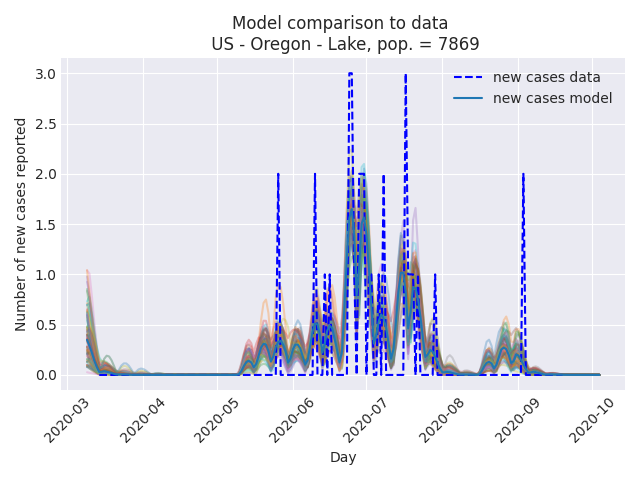 Model comparison to data
US - Oregon - Lake, pop. = 7869
new cases data
new cases model
Number of new cases reported
3.0
2.5
2.0
1.5
1.0
0.5
0.0
2020-03
2020-04
2020-05
2020-06
2020-07
2020-08
2020-09
2020-10
Day